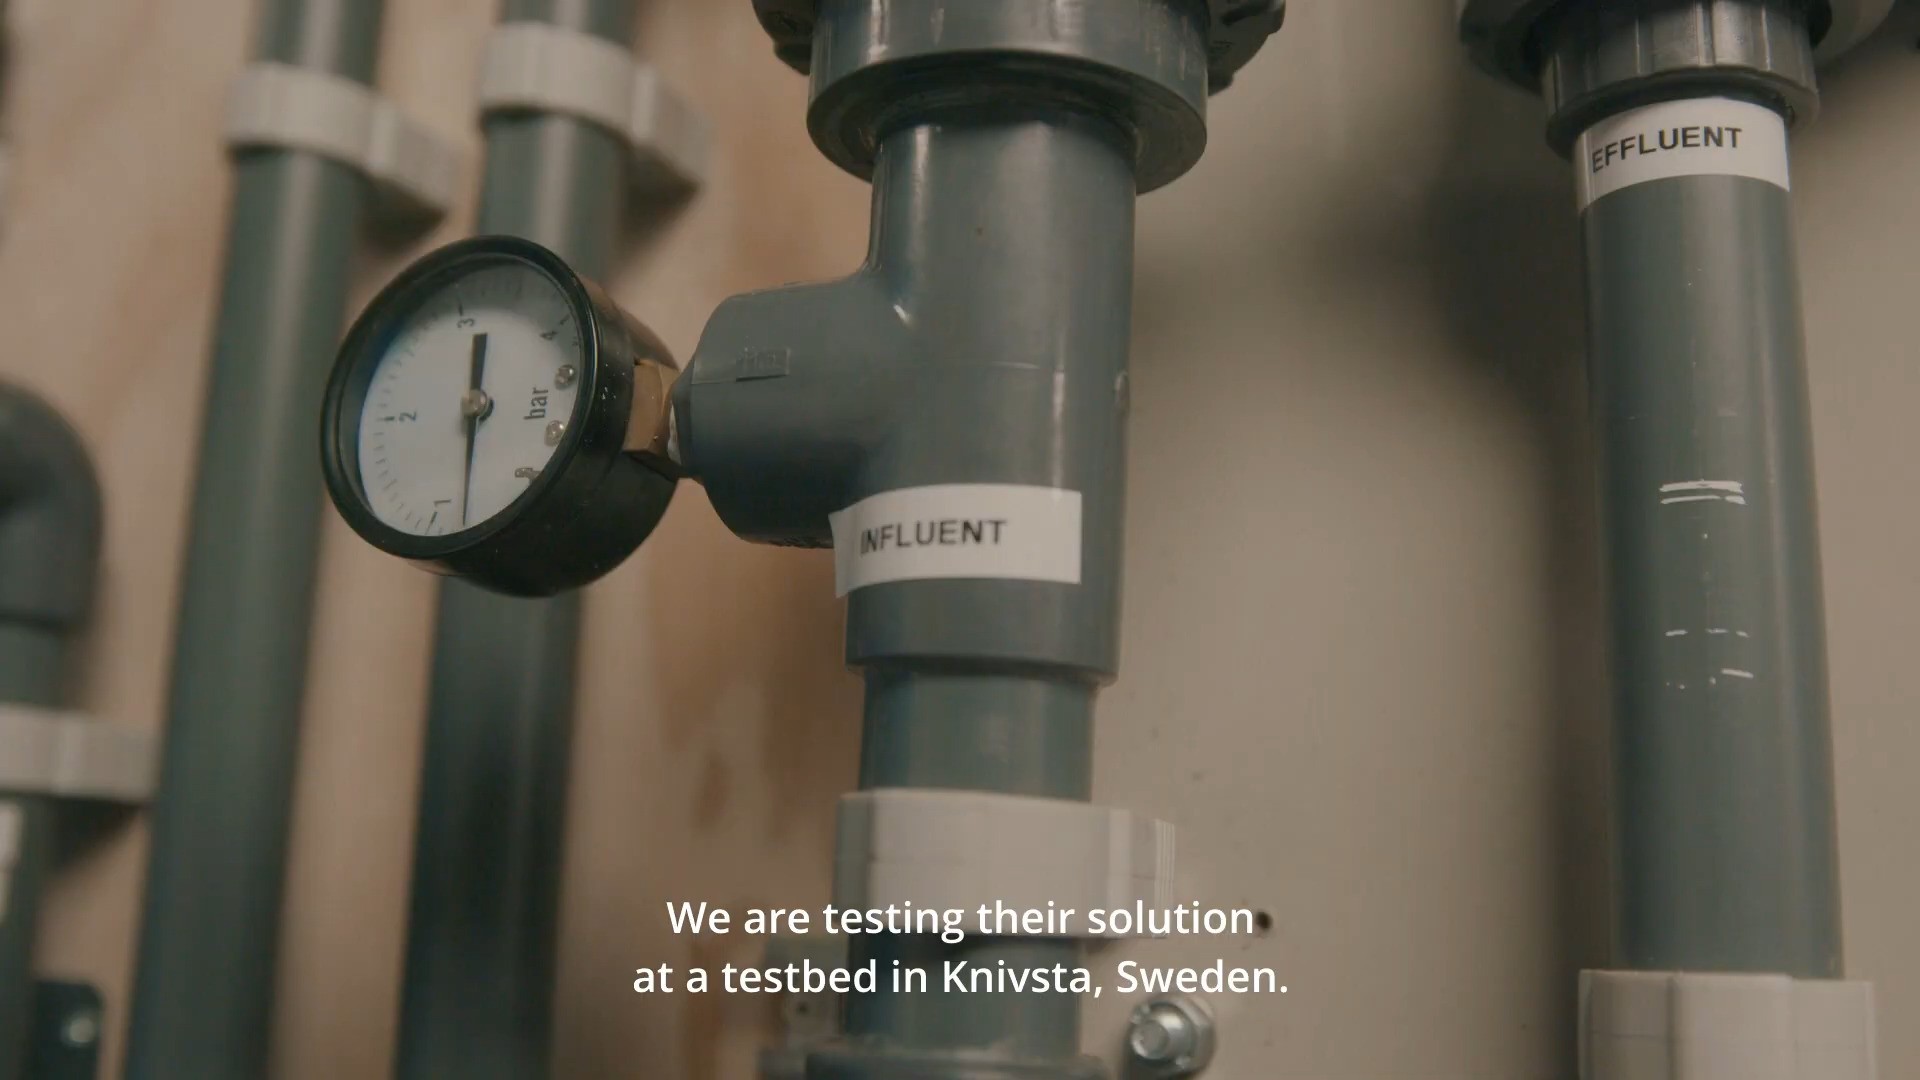 EFFLUENT
3
4
bar
2
1
INFLUENT
We are testing their solution
at a testbed in Knivsta, Sweden.